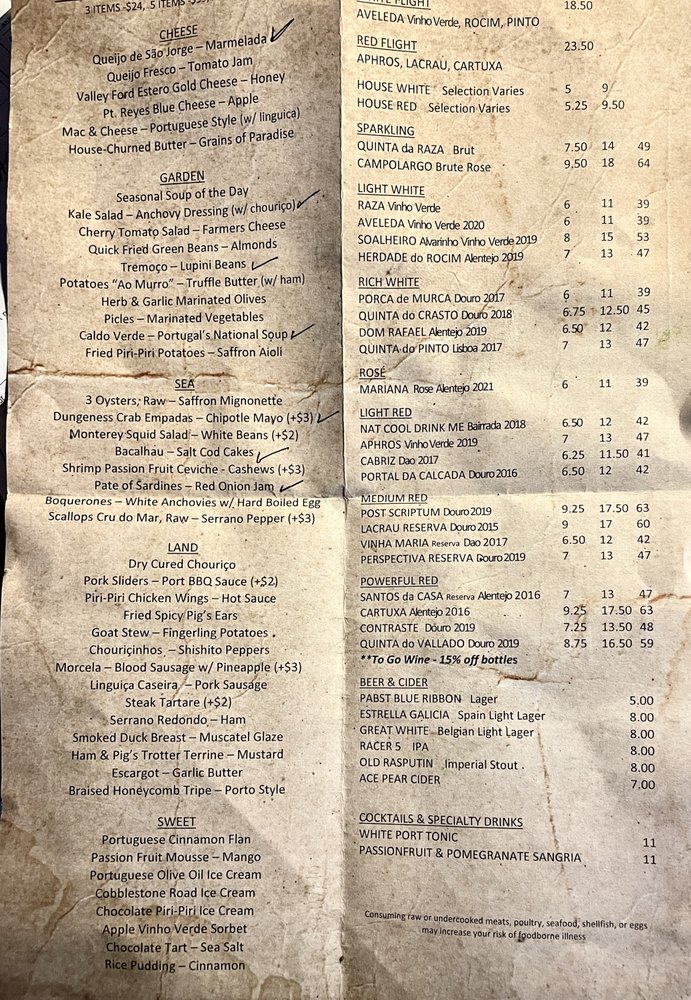 3 ITEMS -$24, 5 ITEMS
CHEESE
Queijo de São Jorge – Marmelada
Queijo Fresco – Tomato Jam
Valley Ford Estero Gold Cheese – Honey
Pt. Reyes Blue Cheese – Apple
Mac & Cheese – Portuguese Style (w/ linguica)
House-Churned Butter – Grains of Paradise
GARDEN
Seasonal Soup of the Day
Kale Salad – Anchovy Dressing (w/ chouriço)
Cherry Tomato Salad – Farmers Cheese
Quick Fried Green Beans – Almonds
Tremoço – Lupini Beans
Potatoes "Ao Murro" – Truffle Butter (w/ ham)
Herb & Garlic Marinated Olives
Picles – Marinated Vegetables
Caldo Verde – Portugal's National Soup
Fried Piri-Piri Potatoes – Saffron Aioli
SEA
3 Oysters, Raw – Saffron Mignonette
Dungeness Crab Empadas – Chipotle Mayo (+$3)
Monterey Squid Salad – White Beans (+$2)
Bacalhau – Salt Cod Cakes
Shrimp Passion Fruit Ceviche - Cashews (+$3)
Pate of Sardines – Red Onion Jam
Boquerones – White Anchovies w/ Hard Boiled Egg
Scallops Cru do Mar, Raw – Serrano Pepper (+$3)
LAND
Dry Cured Chouriço
Pork Sliders – Port BBQ Sauce (+$2)
Piri-Piri Chicken Wings – Hot Sauce
Fried Spicy Pig's Ears
Goat Stew – Fingerling Potatoes
Chouriçinhos – Shishito Peppers
Morcela – Blood Sausage w/ Pineapple (+$3)
Linguiça Caseira – Pork Sausage
Steak Tartare (+$2)
Serrano Redondo – Ham
Smoked Duck Breast – Muscatel Glaze
Ham & Pig's Trotter Terrine – Mustard
Escargot – Garlic Butter
Braised Honeycomb Tripe – Porto Style
SWEET
Portuguese Cinnamon Flan
Passion Fruit Mousse – Mango
Portuguese Olive Oil Ice Cream
Cobblestone Road Ice Cream
Chocolate Piri-Piri Ice Cream
Apple Vinho Verde Sorbet
Chocolate Tart – Sea Salt
Rice Pudding – Cinnamon
WHITE FLIGHT 18.50
AVELEDA Vinho Verde, ROCIM, PINTO
RED FLIGHT 23.50
APHROS, LACRAU, CARTUXA
HOUSE WHITE Selection Varies 5 9
HOUSE RED Selection Varies 5.25 9.50
SPARKLING
QUINTA da RAZA Brut 7.50 14 49
CAMPOLARGO Brute Rose 9.50 18 64
LIGHT WHITE
RAZA Vinho Verde 6 11 39
AVELEDA Vinho Verde 2020 6 11 39
SOALHEIRO Alvarinho Vinho Verde 2019 8 15 53
HERDADE do ROCIM Alentejo 2019 7 13 47
RICH WHITE
PORCA de MURCA Douro 2017 6 11 39
QUINTA do CRASTO Douro 2018 6.75 12.50 45
DOM RAFAEL Alentejo 2019 6.50 12 42
QUINTA do PINTO Lisboa 2017 7 13 47
ROSÉ
MARIANA Rose Alentejo 2021 6 11 39
LIGHT RED
NAT COOL DRINK ME Bairrada 2018 6.50 12 42
APHROS Vinho Verde 2019 7 13 47
CABRIZ Dao 2017 6.25 11.50 41
PORTAL DA CALCADA Douro 2016 6.50 12 42
MEDIUM RED
POST SCRIPTUM Douro 2019 9.25 17.50 63
LACRAU RESERVA Douro 2015 9 17 60
VINHA MARIA Reserva Dao 2017 6.50 12 42
PERSPECTIVA RESERVA Douro 2019 7 13 47
POWERFUL RED
SANTOS da CASA Reserva Alentejo 2016 7 13 47
CARTUXA Alentejo 2016 9.25 17.50 63
CONTRASTE Douro 2019 7.25 13.50 48
QUINTA do VALLADO Douro 2019 8.75 16.50 59
**To Go Wine - 15% off bottles
BEER & CIDER
PABST BLUE RIBBON Lager 5.00
ESTRELLA GALICIA Spain Light Lager 8.00
GREAT WHITE Belgian Light Lager 8.00
RACER 5 IPA 8.00
OLD RASPUTIN Imperial Stout 8.00
ACE PEAR CIDER 7.00
COCKTAILS & SPECIALTY DRINKS
WHITE PORT TONIC 11
PASSIONFRUIT & POMEGRANATE SANGRIA 11
Consuming raw or undercooked meats, poultry, seafood, shellfish, or eggs
may increase your risk of foodborne illness